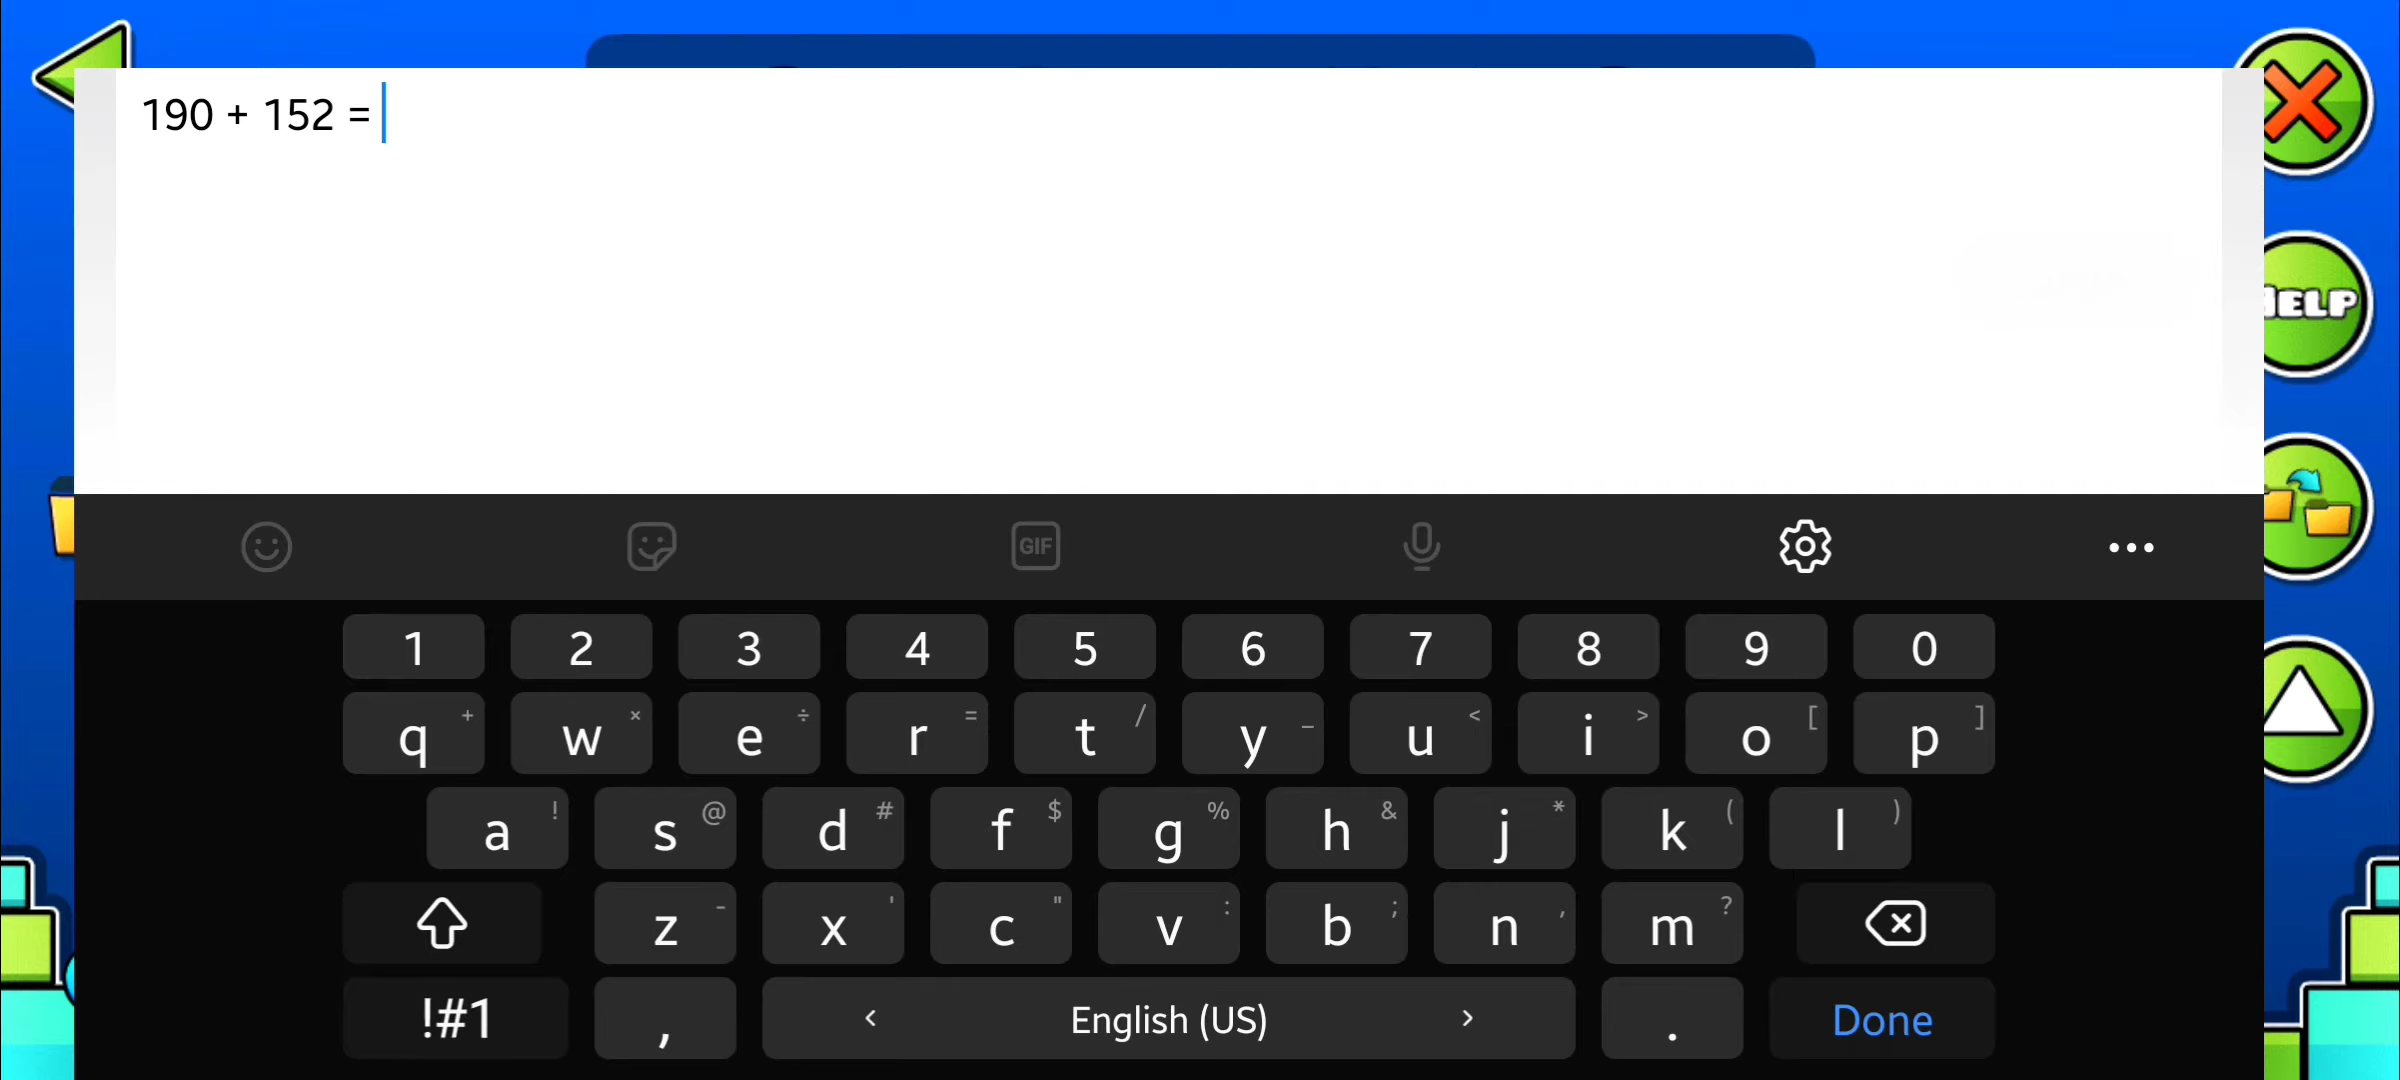 190 + 152 =
HELP
GIF
1 2 3 4 5 6 7 8 9 0
q + w × e ÷ r = t / y _ u < i > o [ p ]
a ! s @ d # f $ g % h & j * k ( l )
z - x ' c " v : b ; n , m ?
!#1 , < English (US) > . Done